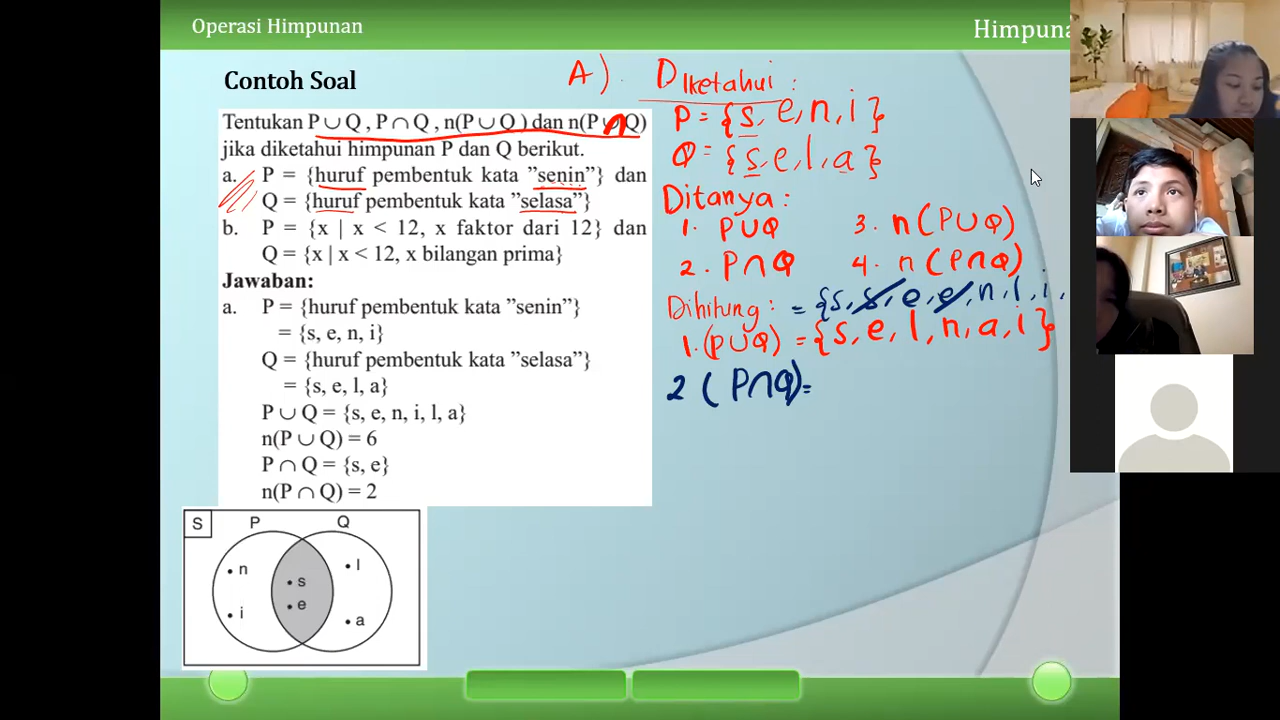 Operasi Himpunan
Contoh Soal
Tentukan P ∪ Q , P ∩ Q , n(P ∪ Q ) dan n(P ∩ Q)
jika diketahui himpunan P dan Q berikut.
a. P = {huruf pembentuk kata ”senin”} dan
Q = {huruf pembentuk kata ”selasa”}
b. P = {x | x < 12, x faktor dari 12} dan
Q = {x | x < 12, x bilangan prima}
Jawaban:
a. P = {huruf pembentuk kata ”senin”}
= {s, e, n, i}
Q = {huruf pembentuk kata ”selasa”}
= {s, e, l, a}
P ∪ Q = {s, e, n, i, l, a}
n(P ∪ Q) = 6
P ∩ Q = {s, e}
n(P ∩ Q) = 2
S P Q
n s l
i e a
A) . Diketahui :
P = {s, e, n, i}
Q = {s, e, l, a}
Ditanya :
1. P∪Q 3. n(P∪Q)
2. P∩Q 4. n(P∩Q)
Dihitung : = {s, s, e, e, n, l, i,
1. (P∪Q) = {s, e, l, n, a, i}
2 (P∩Q)=